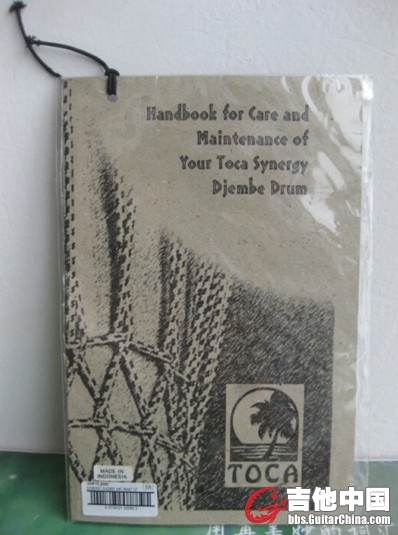 Handbook for Care and
Maintenance of
Your Toca Synergy
Djembe Drum
TOCA
MADE IN
INDONESIA
吉他中国
bbs.GuitarChina.com